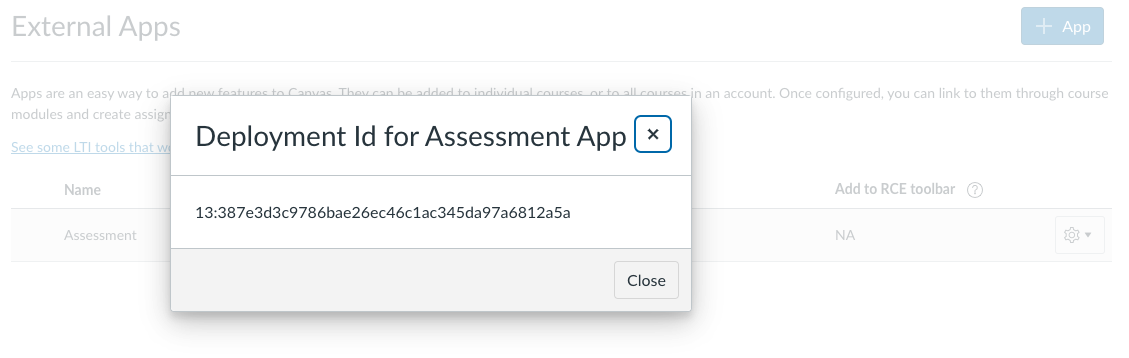 External Apps
App
Apps are an easy way to add new features to Canvas. They can be added to individual courses, or to all courses in an account. Once configured, you can link to them through course
modules and create assign
See some LTI tools that
Deployment Id for Assessment App
13:387e3d3c9786bae26ec46c1ac345da97a6812a5a
Close
Name
Add to RCE toolbar
Assessment
NA